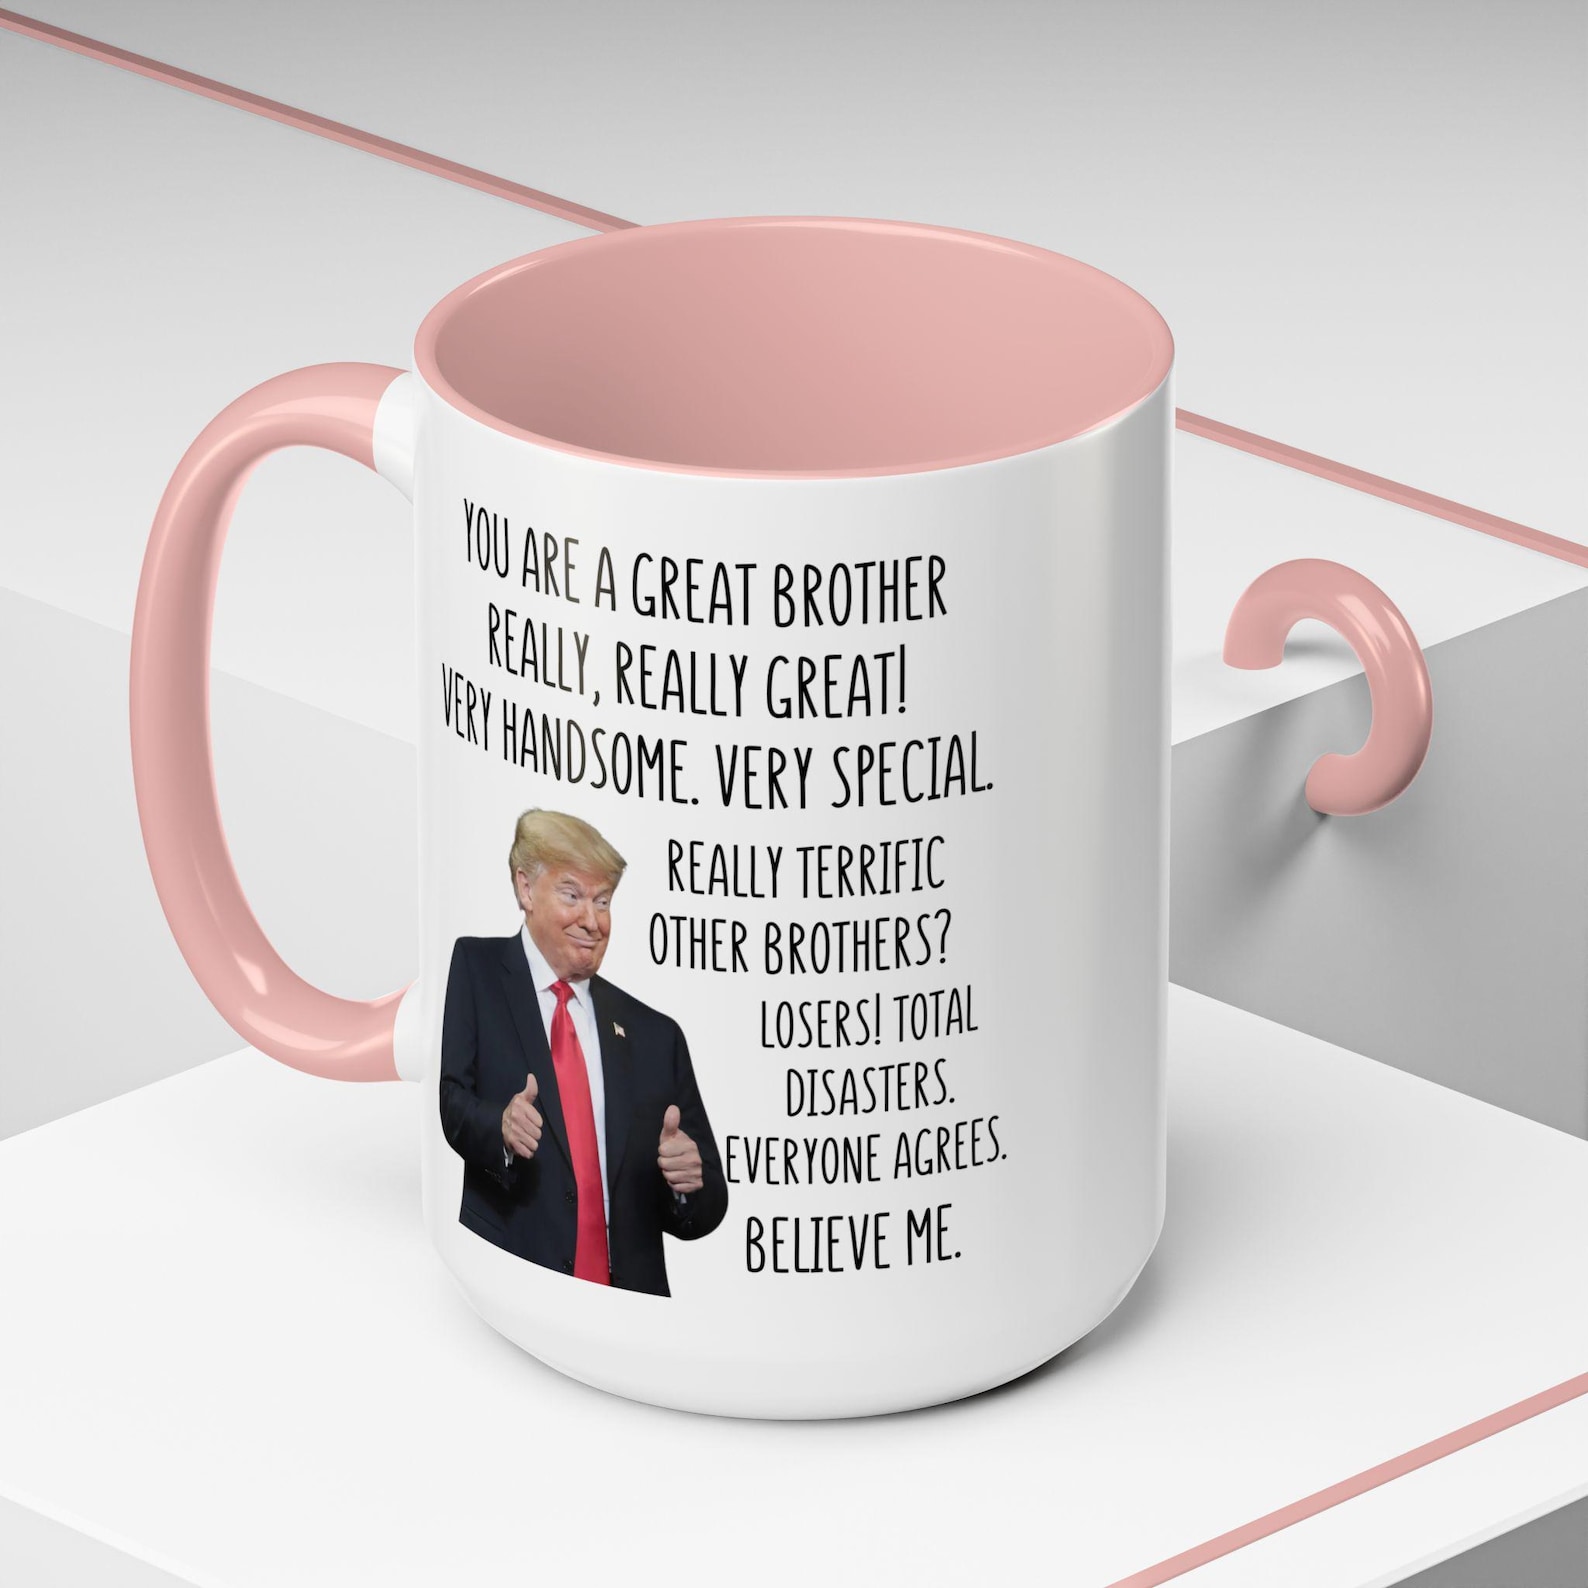 YOU ARE A GREAT BROTHER
REALLY, REALLY GREAT!
VERY HANDSOME. VERY SPECIAL.
REALLY TERRIFIC
OTHER BROTHERS?
LOSERS! TOTAL
DISASTERS.
EVERYONE AGREES.
BELIEVE ME.